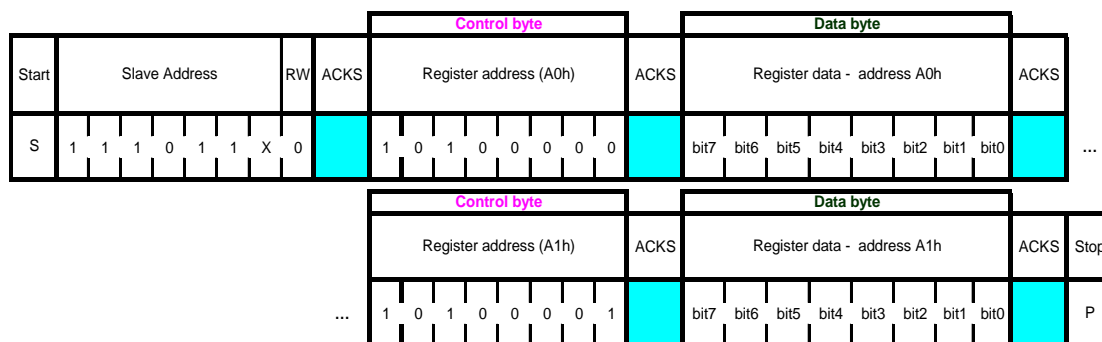 Control byte Data byte
Start Slave Address RW ACKS Register address (A0h) ACKS Register data - address A0h ACKS
S 1 1 1 0 1 1 X 0 1 0 1 0 0 0 0 0 bit7 bit6 bit5 bit4 bit3 bit2 bit1 bit0 ...
Control byte Data byte
Register address (A1h) ACKS Register data - address A1h ACKS Stop
... 1 0 1 0 0 0 0 1 bit7 bit6 bit5 bit4 bit3 bit2 bit1 bit0 P